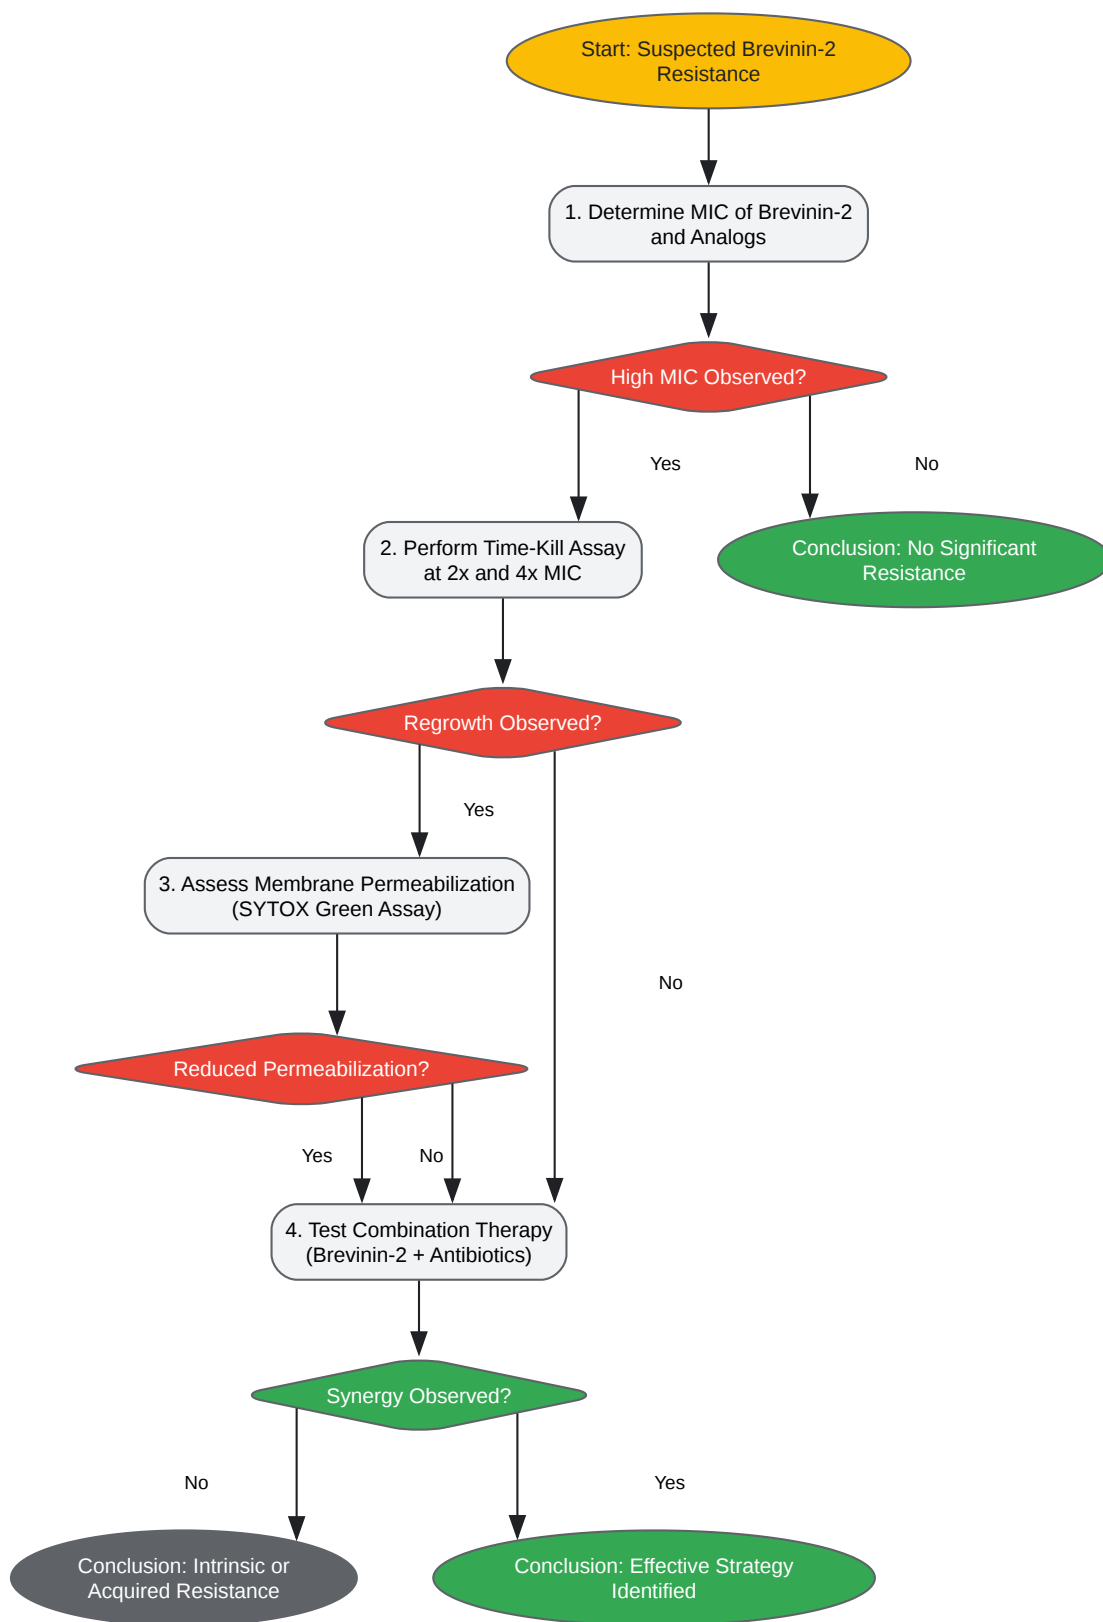 Start: Suspected Brevinin-2
Resistance
1. Determine MIC of Brevinin-2
and Analogs
High MIC Observed?
Yes
No
2. Perform Time-Kill Assay
at 2x and 4x MIC
Conclusion: No Significant
Resistance
Regrowth Observed?
Yes
3. Assess Membrane Permeabilization
(SYTOX Green Assay)
No
Reduced Permeabilization?
Yes
No
4. Test Combination Therapy
(Brevinin-2 + Antibiotics)
Synergy Observed?
No
Yes
Conclusion: Intrinsic or
Acquired Resistance
Conclusion: Effective Strategy
Identified